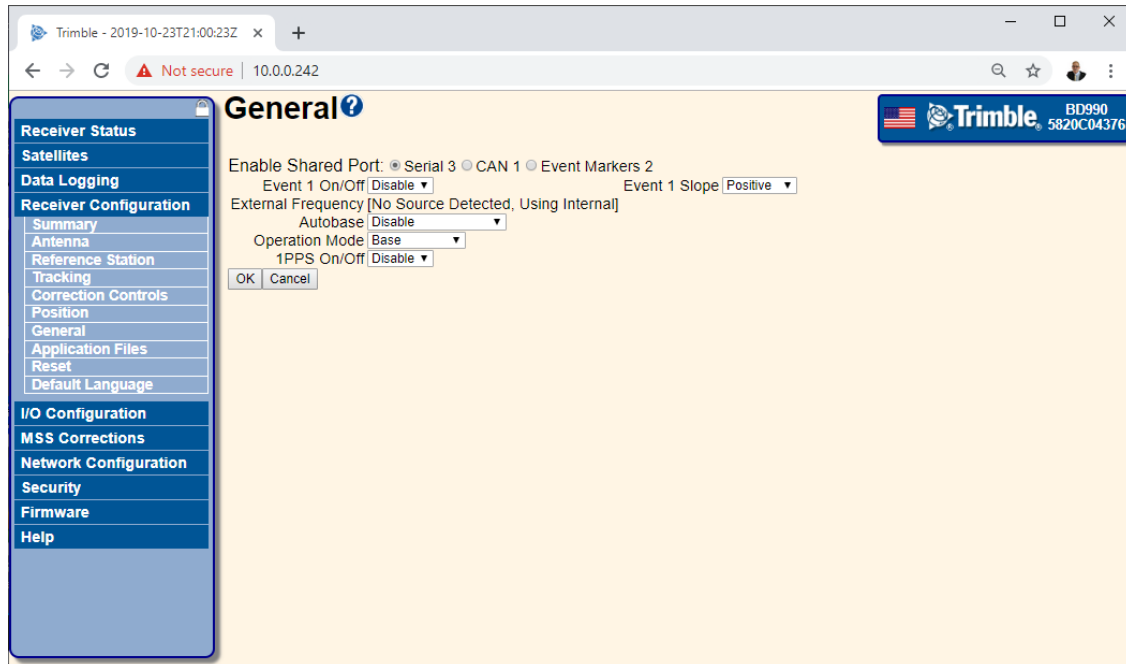 Trimble - 2019-10-23T21:00:23Z
Not secure | 10.0.0.242
General
Trimble
BD990
5820C04376
Receiver Status
Satellites
Data Logging
Receiver Configuration
Summary
Antenna
Reference Station
Tracking
Correction Controls
Position
General
Application Files
Reset
Default Language
I/O Configuration
MSS Corrections
Network Configuration
Security
Firmware
Help
Enable Shared Port: Serial 3 CAN 1 Event Markers 2
Event 1 On/Off Disable Event 1 Slope Positive
External Frequency [No Source Detected, Using Internal]
Autobase Disable
Operation Mode Base
1PPS On/Off Disable
OK Cancel